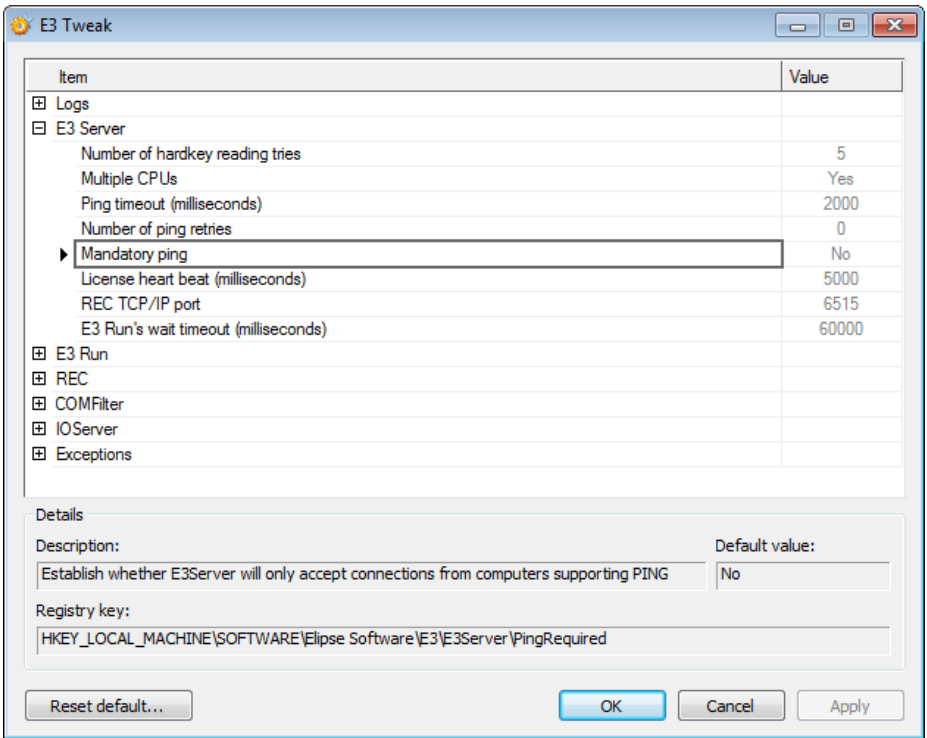 E3 Tweak
Item Value
Logs
E3 Server
Number of hardkey reading tries 5
Multiple CPUs Yes
Ping timeout (milliseconds) 2000
Number of ping retries 0
Mandatory ping No
License heart beat (milliseconds) 5000
REC TCP/IP port 6515
E3 Run's wait timeout (milliseconds) 60000
E3 Run
REC
COMFilter
IOServer
Exceptions
Details
Description: Default value:
Establish whether E3Server will only accept connections from computers supporting PING No
Registry key:
HKEY_LOCAL_MACHINE\SOFTWARE\Elipse Software\E3\E3Server\PingRequired
Reset default... OK Cancel Apply